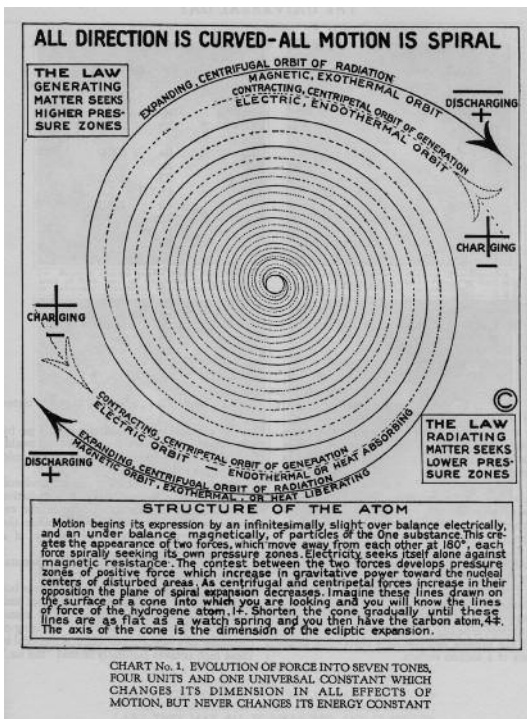 ALL DIRECTION IS CURVED-ALL MOTION IS SPIRAL
THE LAW
GENERATING
MATTER SEEKS
HIGHER PRES-
SURE ZONES
EXPANDING, CENTRIFUGAL ORBIT OF RADIATION
MAGNETIC, EXOTHERMAL ORBIT
CONTRACTING, CENTRIPETAL ORBIT OF GENERATION
ELECTRIC, ENDOTHERMAL ORBIT
DISCHARGING
+
CHARGING
CHARGING
DISCHARGING
+
CONTRACTING, CENTRIPETAL ORBIT OF GENERATION
ELECTRIC ORBIT — ENDOTHERMAL OR HEAT ABSORBING
EXPANDING, CENTRIFUGAL ORBIT OF RADIATION
MAGNETIC ORBIT, EXOTHERMAL, OR HEAT LIBERATING
©
THE LAW
RADIATING
MATTER SEEKS
LOWER PRES-
SURE ZONES
STRUCTURE OF THE ATOM
Motion begins its expression by an infinitesimally slight over balance electrically,
and an under balance magnetically, of particles of the One substance. This cre-
ates the appearance of two forces, which move away from each other at 180°, each
force spirally seeking its own pressure zones. Electricity seeks itself alone against
magnetic resistance. The contest between the two forces develops pressure
zones of positive force which increase in gravitative power toward the nucleal
centers of disturbed areas. As centrifugal and centripetal forces increase in their
opposition the plane of spiral expansion decreases. Imagine these lines drawn on
the surface of a cone into which you are looking and you will know the lines
of force of the hydrogene atom, 1+. Shorten the cone gradually until these
lines are as flat as a watch spring and you then have the carbon atom, 4‡.
The axis of the cone is the dimension of the ecliptic expansion.
CHART No. 1. EVOLUTION OF FORCE INTO SEVEN TONES,
FOUR UNITS AND ONE UNIVERSAL CONSTANT WHICH
CHANGES ITS DIMENSION IN ALL EFFECTS OF
MOTION, BUT NEVER CHANGES ITS ENERGY CONSTANT